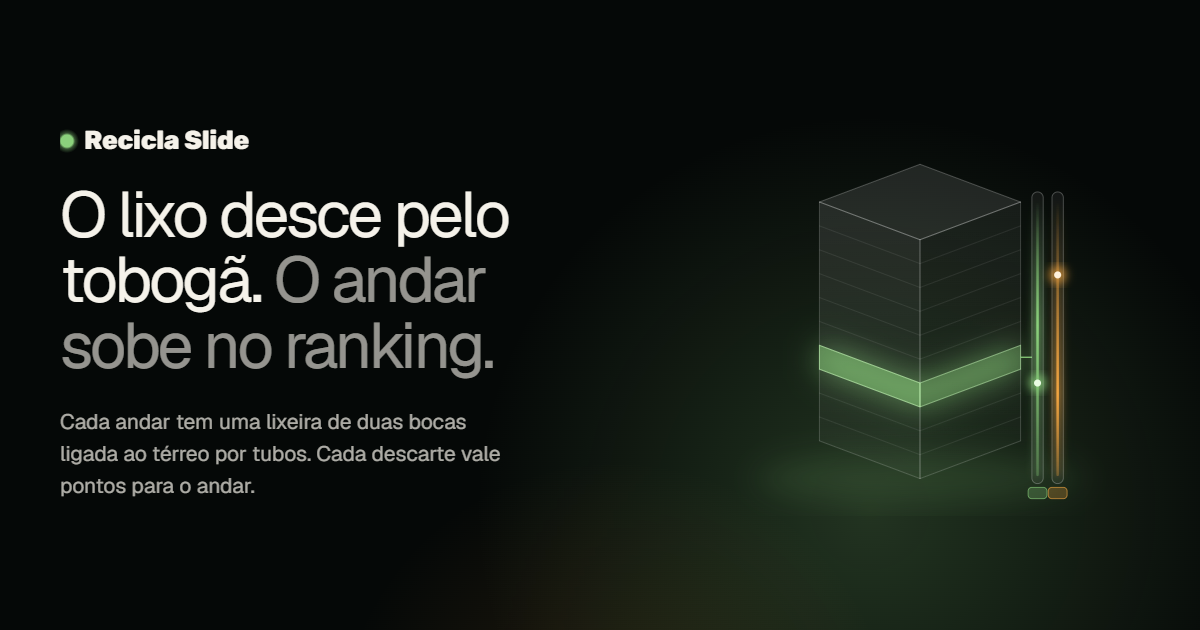 Recicla Slide
O lixo desce pelo
tobogã. O andar
sobe no ranking.
Cada andar tem uma lixeira de duas bocas
ligada ao térreo por tubos. Cada descarte vale
pontos para o andar.